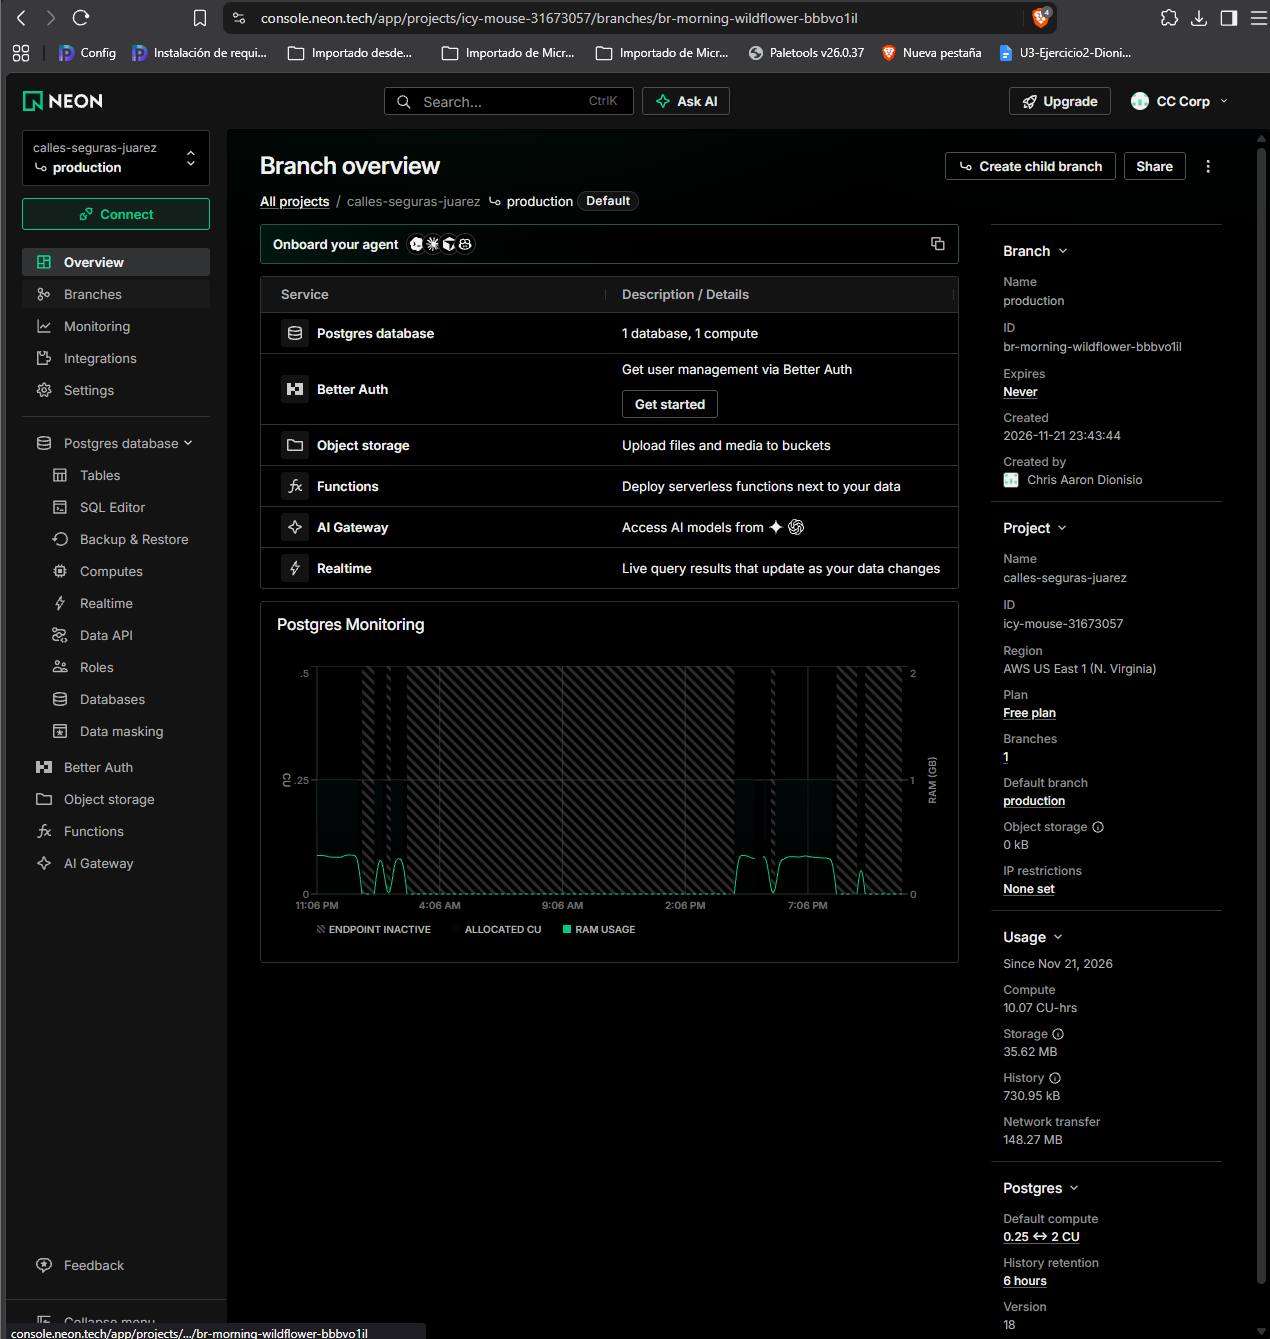 console.neon.tech/app/projects/icy-mouse-31673057/branches/br-morning-wildflower-bbbvo1il
4
Config
Instalación de requi...
Importado desde...
Importado de Micr...
Importado de Micr...
Paletools v26.0.37
Nueva pestaña
U3-Ejercicio2-Dioni...
NEON
Search...
CtrlK
Ask AI
Upgrade
CC Corp
calles-seguras-juarez
production
Connect
Overview
Branches
Monitoring
Integrations
Settings
Postgres database
Tables
SQL Editor
Backup & Restore
Computes
Realtime
Data API
Roles
Databases
Data masking
Better Auth
Object storage
Functions
AI Gateway
Feedback
Collapse menu
console.neon.tech/app/projects/.../br-morning-wildflower-bbbvo1il
Branch overview
Create child branch
Share
All projects / calles-seguras-juarez production Default
Onboard your agent
Service
Description / Details
Postgres database
1 database, 1 compute
Better Auth
Get user management via Better Auth
Get started
Object storage
Upload files and media to buckets
Functions
Deploy serverless functions next to your data
AI Gateway
Access AI models from
Realtime
Live query results that update as your data changes
Postgres Monitoring
.5
2
CU
.25
1
RAM (GB)
0
0
11:06 PM
4:06 AM
9:06 AM
2:06 PM
7:06 PM
ENDPOINT INACTIVE
ALLOCATED CU
RAM USAGE
Branch
Name
production
ID
br-morning-wildflower-bbbvo1il
Expires
Never
Created
2026-11-21 23:43:44
Created by
Chris Aaron Dionisio
Project
Name
calles-seguras-juarez
ID
icy-mouse-31673057
Region
AWS US East 1 (N. Virginia)
Plan
Free plan
Branches
1
Default branch
production
Object storage
0 kB
IP restrictions
None set
Usage
Since Nov 21, 2026
Compute
10.07 CU-hrs
Storage
35.62 MB
History
730.95 kB
Network transfer
148.27 MB
Postgres
Default compute
0.25 ↔ 2 CU
History retention
6 hours
Version
18